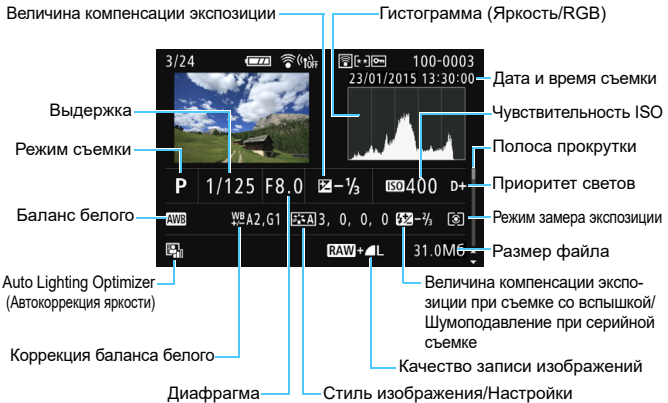 Величина компенсации экспозиции
Гистограмма (Яркость/RGB)
3/24
OFF
100-0003
23/01/2015 13:30:00
Дата и время съемки
Выдержка
Чувствительность ISO
Режим съемки
Полоса прокрутки
P 1/125 F8.0 -⅓ ISO 400 D+
Приоритет светов
Баланс белого
AWB
WB A2,G1
A 3, 0, 0, 0
-⅔
Режим замера экспозиции
RAW+L
31.0Мб
Размер файла
Auto Lighting Optimizer
(Автокоррекция яркости)
Величина компенсации экспо-
зиции при съемке со вспышкой/
Шумоподавление при серийной
съемке
Коррекция баланса белого
Качество записи изображений
Диафрагма
Стиль изображения/Настройки